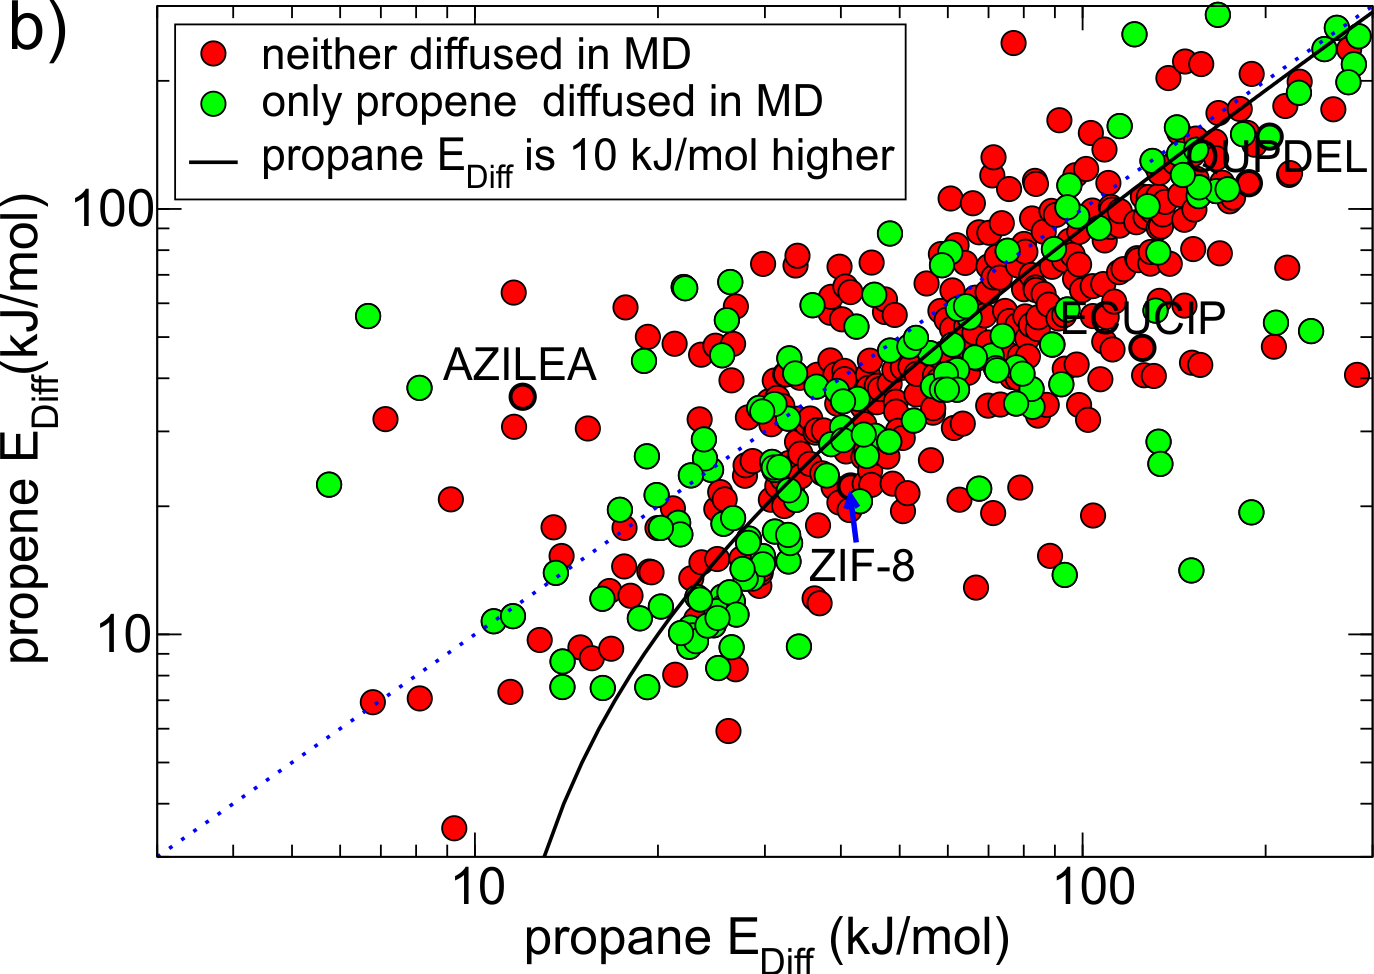 b)
neither diffused in MD
only propene diffused in MD
propane EDiff is 10 kJ/mol higher
100
OUPDEL
ECUCIP
AZILEA
ZIF-8
10
propene EDiff(kJ/mol)
10 100
propane EDiff (kJ/mol)